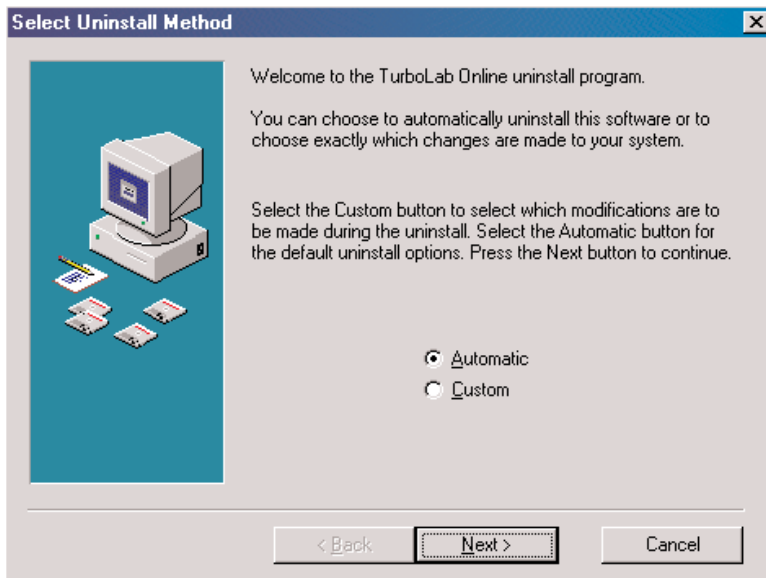 Select Uninstall Method
Welcome to the TurboLab Online uninstall program.
You can choose to automatically uninstall this software or to
choose exactly which changes are made to your system.
Select the Custom button to select which modifications are to
be made during the uninstall. Select the Automatic button for
the default uninstall options. Press the Next button to continue.
Automatic
Custom
< Back
Next >
Cancel